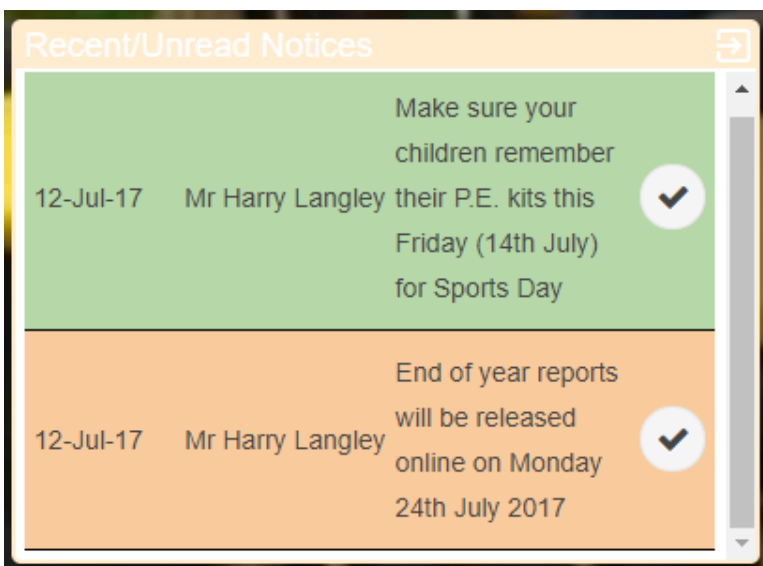 Recent/Unread Notices
Make sure your
children remember
12-Jul-17 Mr Harry Langley their P.E. kits this
Friday (14th July)
for Sports Day
End of year reports
will be released
12-Jul-17 Mr Harry Langley online on Monday
24th July 2017